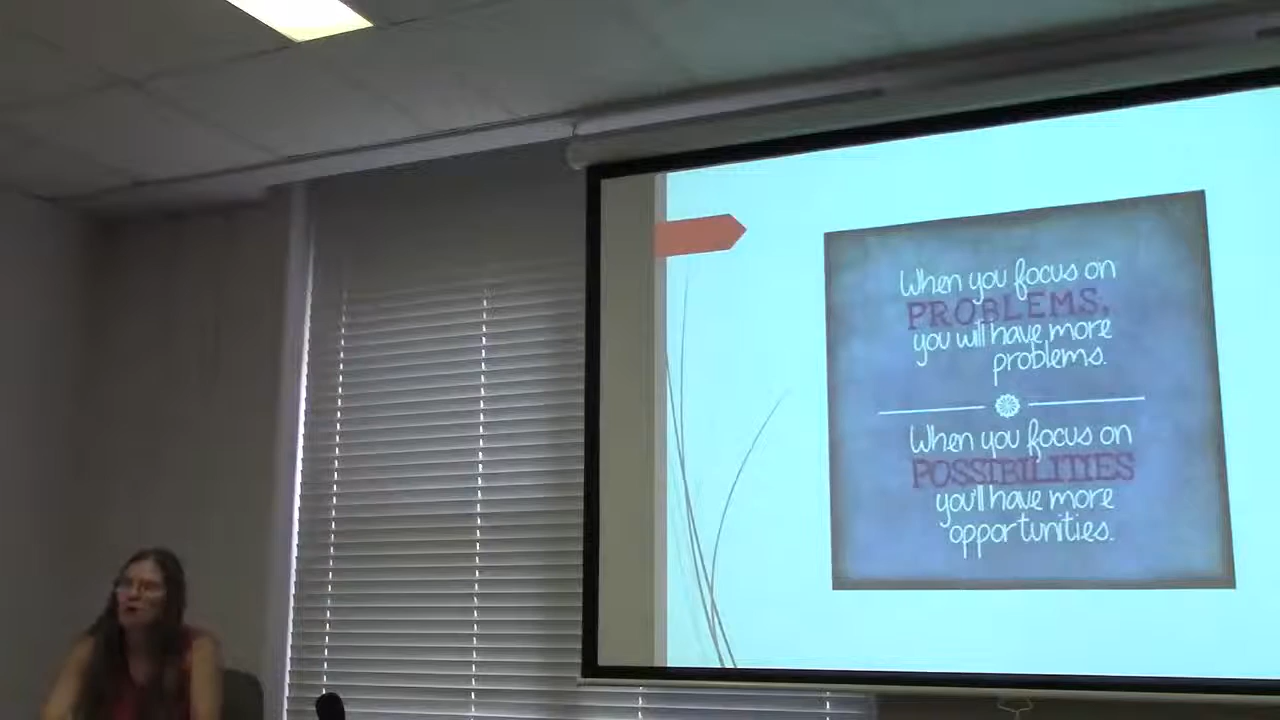 When you focus on
PROBLEMS,
you will have more
problems.
When you focus on
POSSIBILITIES
you'll have more
opportunities.